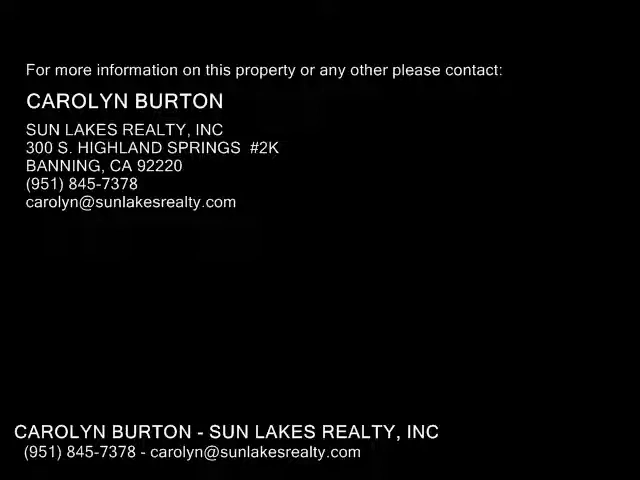 For more information on this property or any other please contact:
CAROLYN BURTON
SUN LAKES REALTY, INC
300 S. HIGHLAND SPRINGS  #2K
BANNING, CA 92220
(951) 845-7378
carolyn@sunlakesrealty.com
CAROLYN BURTON - SUN LAKES REALTY, INC
(951) 845-7378 - carolyn@sunlakesrealty.com